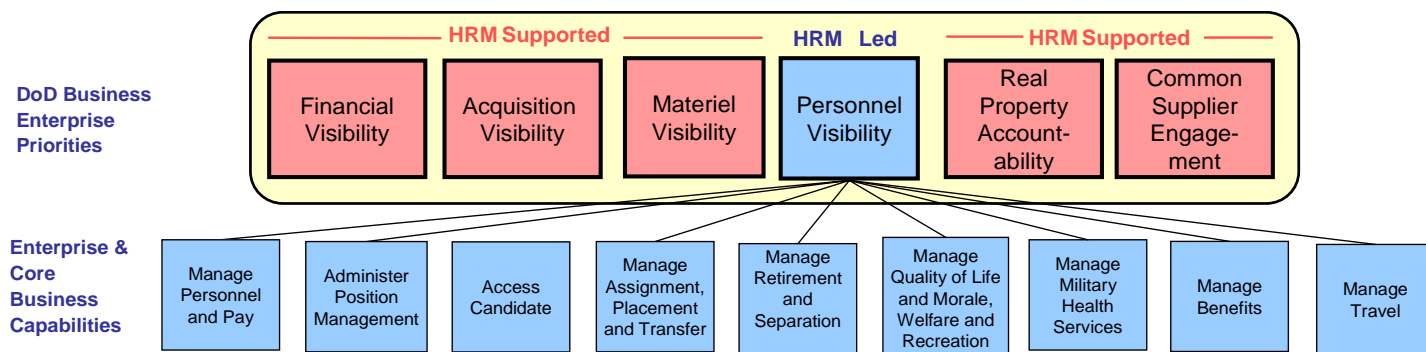 HRM Supported
HRM Led
HRM Supported
DoD Business
Enterprise
Priorities
Financial
Visibility
Acquisition
Visibility
Materiel
Visibility
Personnel
Visibility
Real
Property
Account-
ability
Common
Supplier
Engage-
ment
Enterprise &
Core
Business
Capabilities
Manage
Personnel
and Pay
Administer
Position
Management
Access
Candidate
Manage
Assignment,
Placement
and Transfer
Manage
Retirement
and
Separation
Manage
Quality of Life
and Morale,
Welfare and
Recreation
Manage
Military
Health
Services
Manage
Benefits
Manage
Travel